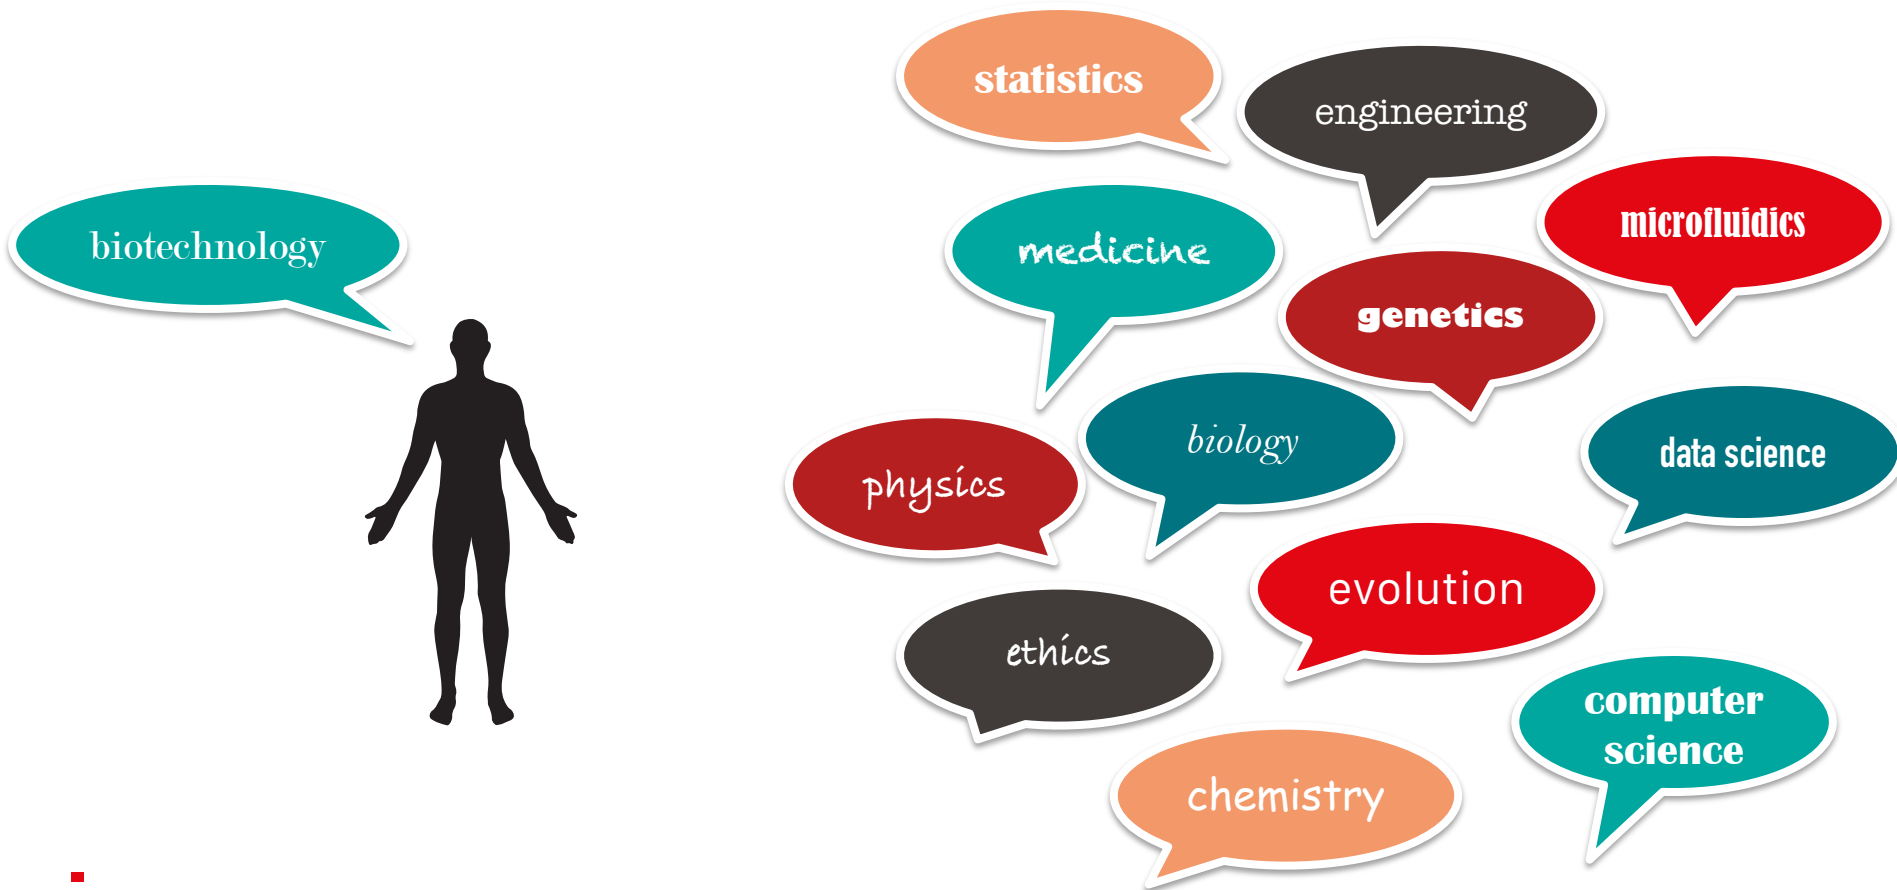 biotechnology
statistics
engineering
microfluidics
medicine
genetics
biology
data science
physics
evolution
ethics
computer
science
chemistry